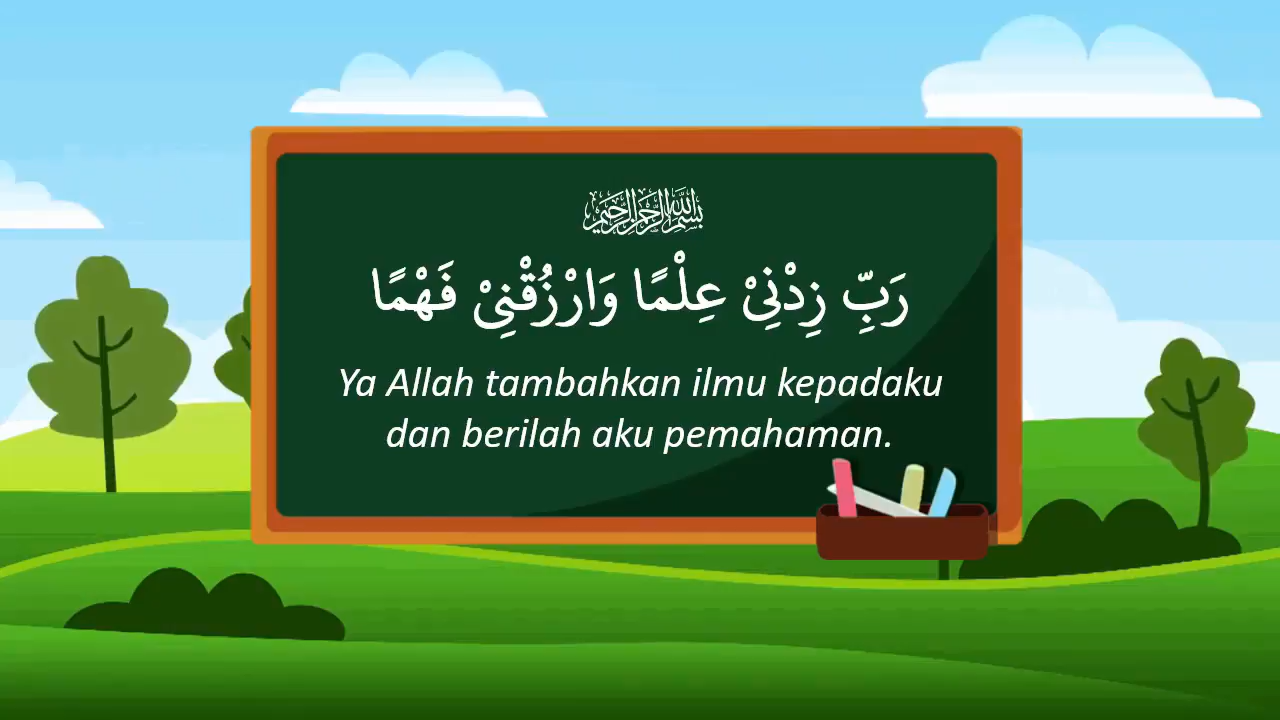 بسم الله الرحمن الرحيم
رَبِّ زِدْنِيْ عِلْمًا وَارْزُقْنِيْ فَهْمًا
Ya Allah tambahkan ilmu kepadaku
dan berilah aku pemahaman.